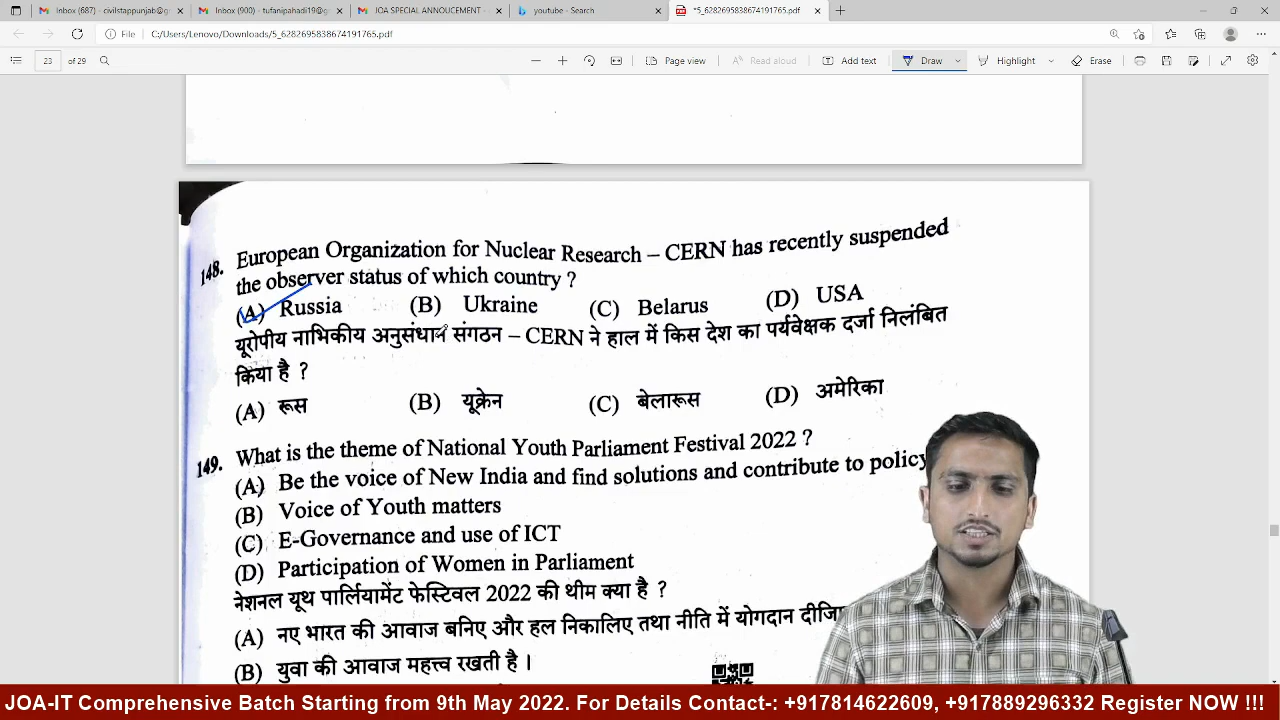 Inbox (687) - civilstappunjab@gm
Inbox (900) - tufanipahadi19@gm
JOA SPECIAL ANNOUCEMENT -
youtube - Search
*5_6282695838674191765.pdf
File
C:/Users/Lenovo/Downloads/5_6282695838674191765.pdf
23 of 29
Page view
Read aloud
Add text
Draw
Highlight
Erase
148. European Organization for Nuclear Research – CERN has recently suspended
the observer status of which country ?
(A) Russia (B) Ukraine (C) Belarus (D) USA
यूरोपीय नाभिकीय अनुसंधान संगठन – CERN ने हाल में किस देश का पर्यवेक्षक दर्जा निलंबित
किया है ?
(A) रूस (B) यूक्रेन (C) बेलारूस (D) अमेरिका
149. What is the theme of National Youth Parliament Festival 2022 ?
(A) Be the voice of New India and find solutions and contribute to policy
(B) Voice of Youth matters
(C) E-Governance and use of ICT
(D) Participation of Women in Parliament
नेशनल यूथ पार्लियामेंट फेस्टिवल 2022 की थीम क्या है ?
(A) नए भारत की आवाज बनिए और हल निकालिए तथा नीति में योगदान
(B) युवा की आवाज महत्त्व रखती है ।
JOA-IT Comprehensive Batch Starting from 9th May 2022. For Details Contact-: +917814622609, +917889296332 Register NOW !!!